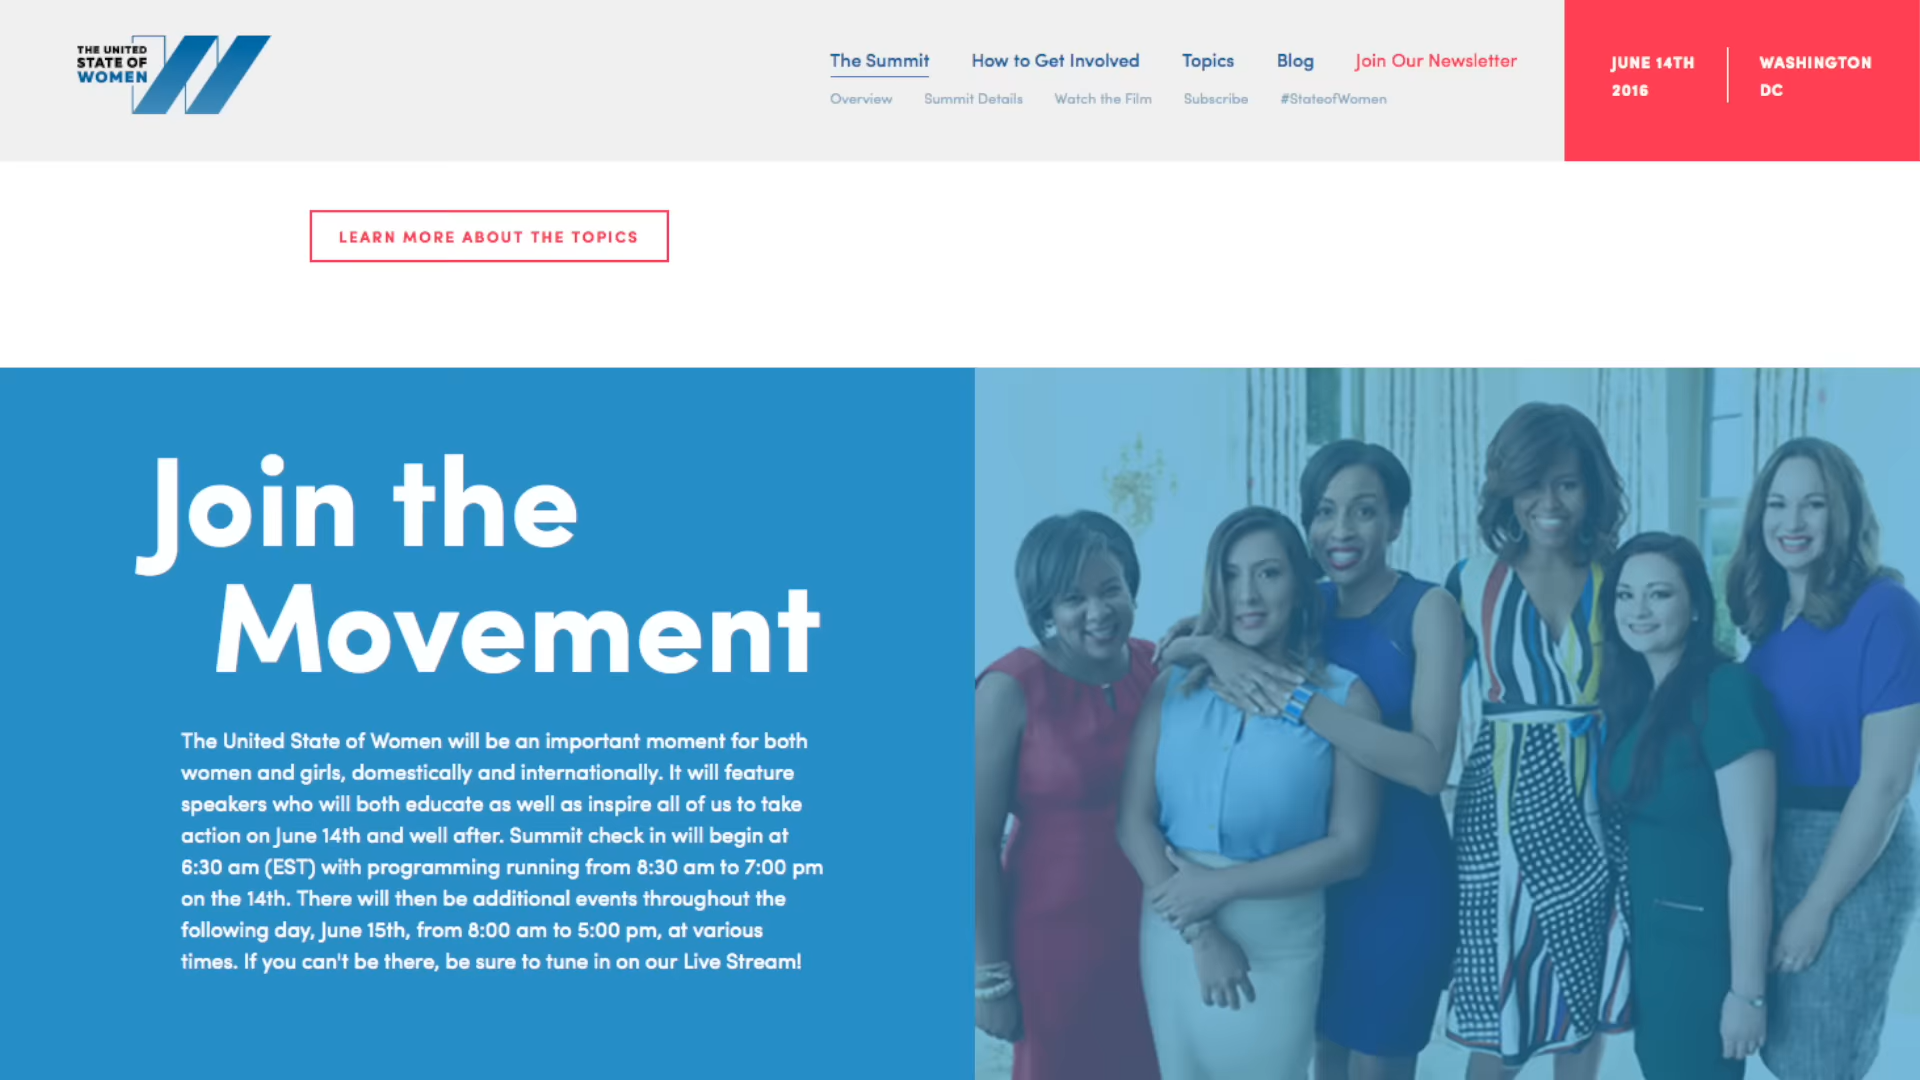 THE UNITED
STATE OF
WOMEN
The Summit How to Get Involved Topics Blog Join Our Newsletter
Overview Summit Details Watch the Film Subscribe #StateofWomen
JUNE 14TH
2016
WASHINGTON
DC
LEARN MORE ABOUT THE TOPICS
Join the
Movement
The United State of Women will be an important moment for both
women and girls, domestically and internationally. It will feature
speakers who will both educate as well as inspire all of us to take
action on June 14th and well after. Summit check in will begin at
6:30 am (EST) with programming running from 8:30 am to 7:00 pm
on the 14th. There will then be additional events throughout the
following day, June 15th, from 8:00 am to 5:00 pm, at various
times. If you can't be there, be sure to tune in on our Live Stream!